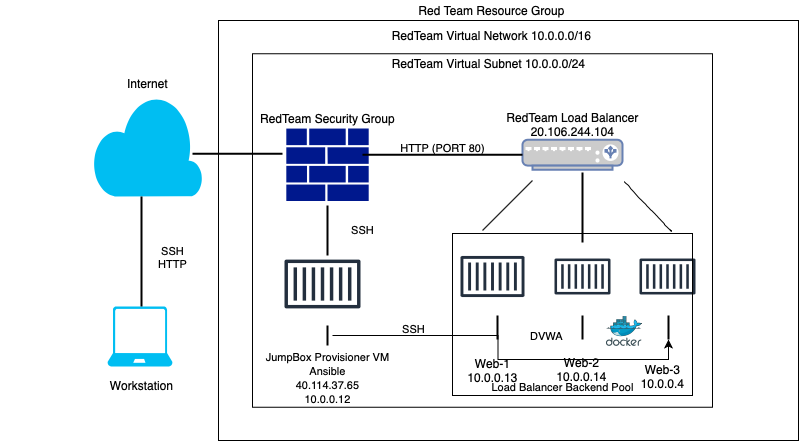 Red Team Resource Group
RedTeam Virtual Network 10.0.0.0/16
RedTeam Virtual Subnet 10.0.0.0/24
Internet
RedTeam Security Group
RedTeam Load Balancer
20.106.244.104
HTTP (PORT 80)
SSH
SSH
HTTP
SSH
DVWA
docker
JumpBox Provisioner VM
Ansible
40.114.37.65
10.0.0.12
Web-1
10.0.0.13
Web-2
10.0.0.14
Web-3
10.0.0.4
Load Balancer Backend Pool
Workstation